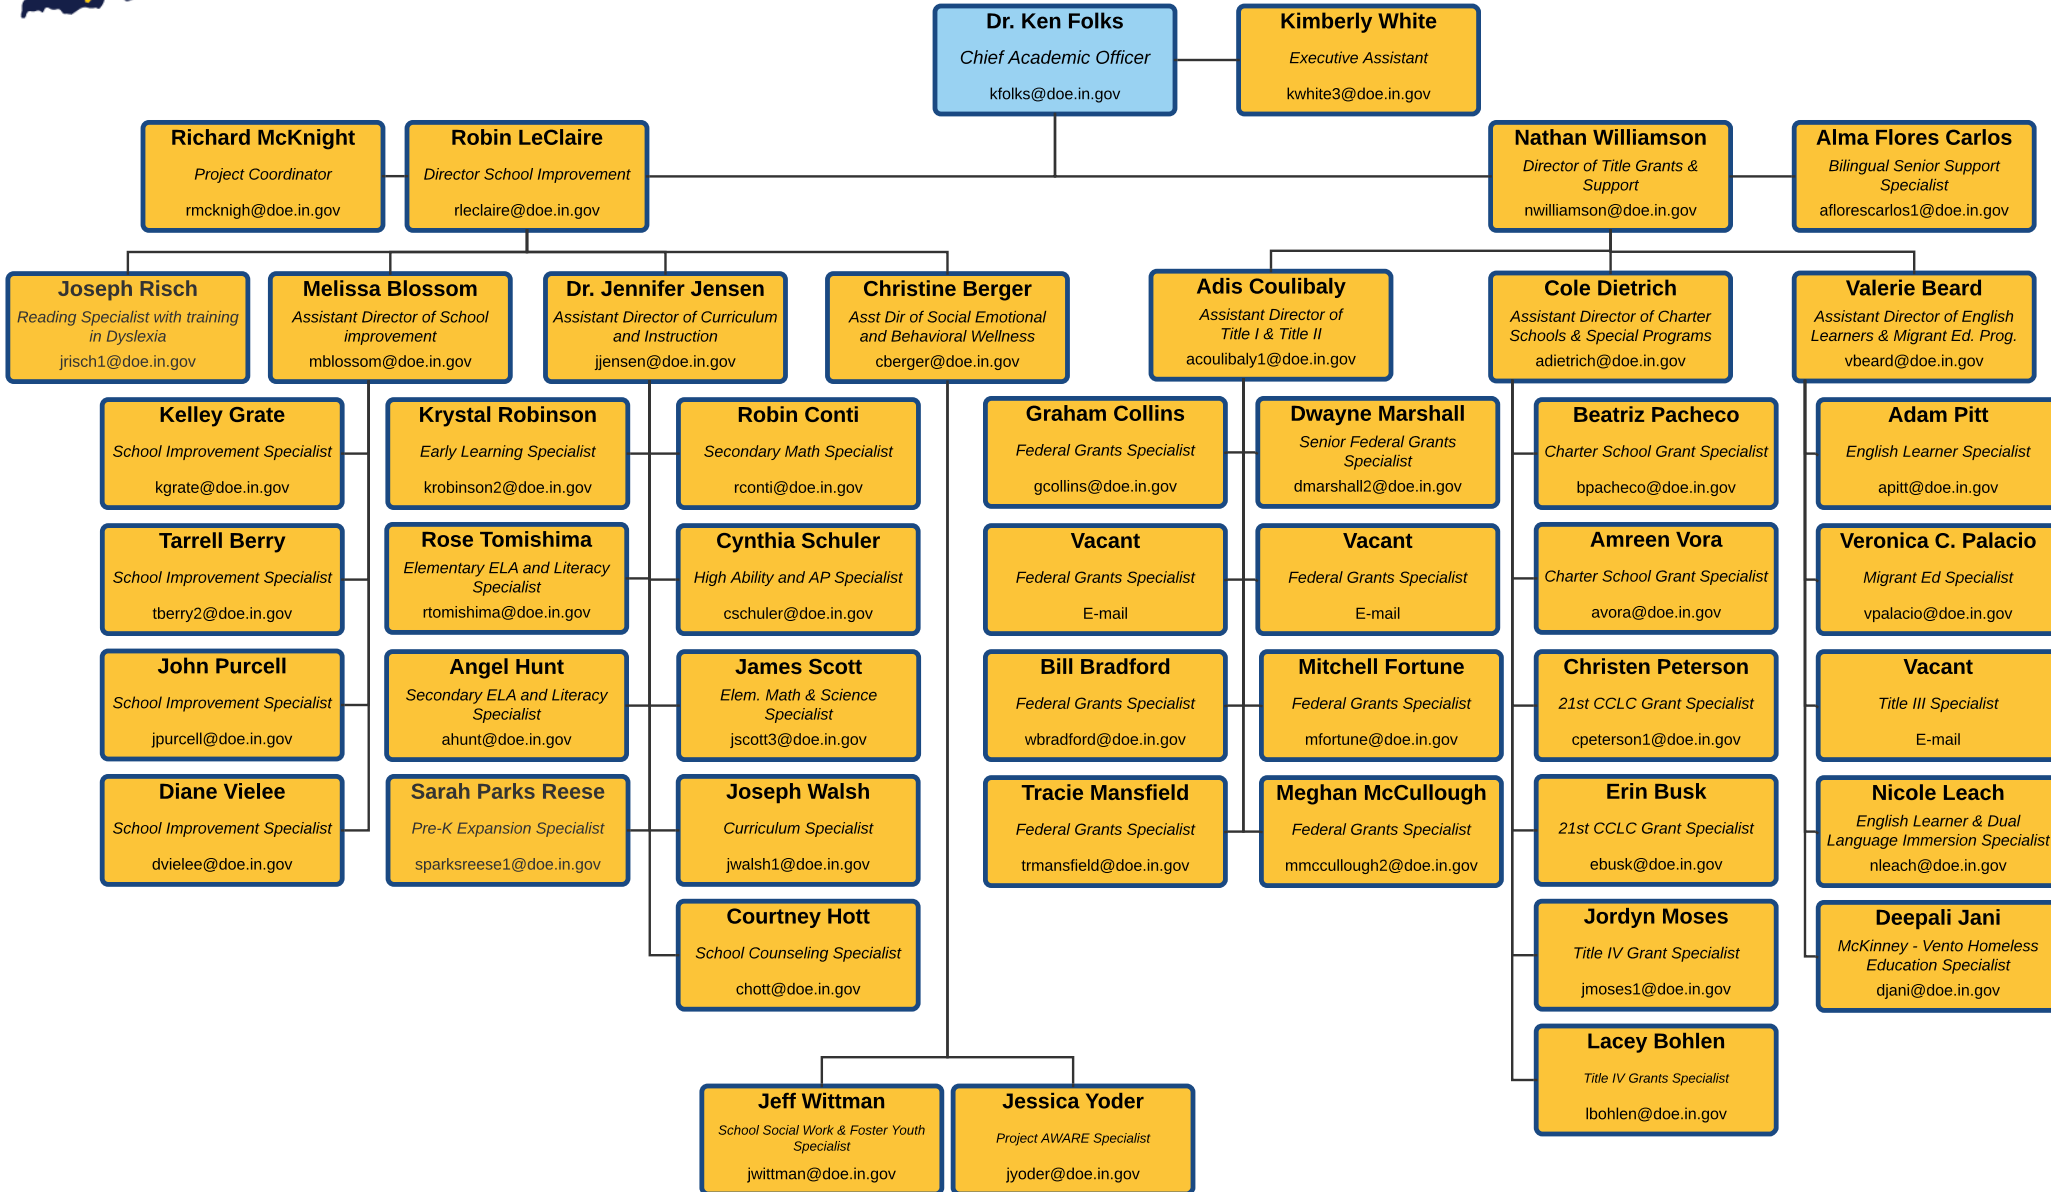 Dr. Ken Folks
Chief Academic Officer
kfolks@doe.in.gov
Kimberly White
Executive Assistant
kwhite3@doe.in.gov
Richard McKnight
Project Coordinator
rmcknigh@doe.in.gov
Robin LeClaire
Director School Improvement
rleclaire@doe.in.gov
Nathan Williamson
Director of Title Grants &
Support
nwilliamson@doe.in.gov
Alma Flores Carlos
Bilingual Senior Support
Specialist
aflorescarlos1@doe.in.gov
Joseph Risch
Reading Specialist with training
in Dyslexia
jrisch1@doe.in.gov
Melissa Blossom
Assistant Director of School
improvement
mblossom@doe.in.gov
Dr. Jennifer Jensen
Assistant Director of Curriculum
and Instruction
jjensen@doe.in.gov
Christine Berger
Asst Dir of Social Emotional
and Behavioral Wellness
cberger@doe.in.gov
Adis Coulibaly
Assistant Director of
Title I & Title II
acoulibaly1@doe.in.gov
Cole Dietrich
Assistant Director of Charter
Schools & Special Programs
adietrich@doe.in.gov
Valerie Beard
Assistant Director of English
Learners & Migrant Ed. Prog.
vbeard@doe.in.gov
Kelley Grate
School Improvement Specialist
kgrate@doe.in.gov
Krystal Robinson
Early Learning Specialist
krobinson2@doe.in.gov
Robin Conti
Secondary Math Specialist
rconti@doe.in.gov
Graham Collins
Federal Grants Specialist
gcollins@doe.in.gov
Dwayne Marshall
Senior Federal Grants
Specialist
dmarshall2@doe.in.gov
Beatriz Pacheco
Charter School Grant Specialist
bpacheco@doe.in.gov
Adam Pitt
English Learner Specialist
apitt@doe.in.gov
Tarrell Berry
School Improvement Specialist
tberry2@doe.in.gov
Rose Tomishima
Elementary ELA and Literacy
Specialist
rtomishima@doe.in.gov
Cynthia Schuler
High Ability and AP Specialist
cschuler@doe.in.gov
Vacant
Federal Grants Specialist
E-mail
Vacant
Federal Grants Specialist
E-mail
Amreen Vora
Charter School Grant Specialist
avora@doe.in.gov
Veronica C. Palacio
Migrant Ed Specialist
vpalacio@doe.in.gov
John Purcell
School Improvement Specialist
jpurcell@doe.in.gov
Angel Hunt
Secondary ELA and Literacy
Specialist
ahunt@doe.in.gov
James Scott
Elem. Math & Science
Specialist
jscott3@doe.in.gov
Bill Bradford
Federal Grants Specialist
wbradford@doe.in.gov
Mitchell Fortune
Federal Grants Specialist
mfortune@doe.in.gov
Christen Peterson
21st CCLC Grant Specialist
cpeterson1@doe.in.gov
Vacant
Title III Specialist
E-mail
Diane Vielee
School Improvement Specialist
dvielee@doe.in.gov
Sarah Parks Reese
Pre-K Expansion Specialist
sparksreese1@doe.in.gov
Joseph Walsh
Curriculum Specialist
jwalsh1@doe.in.gov
Tracie Mansfield
Federal Grants Specialist
trmansfield@doe.in.gov
Meghan McCullough
Federal Grants Specialist
mmccullough2@doe.in.gov
Erin Busk
21st CCLC Grant Specialist
ebusk@doe.in.gov
Nicole Leach
English Learner & Dual
Language Immersion Specialist
nleach@doe.in.gov
Courtney Hott
School Counseling Specialist
chott@doe.in.gov
Jordyn Moses
Title IV Grant Specialist
jmoses1@doe.in.gov
Deepali Jani
McKinney - Vento Homeless
Education Specialist
djani@doe.in.gov
Lacey Bohlen
Title IV Grants Specialist
lbohlen@doe.in.gov
Jeff Wittman
School Social Work & Foster Youth
Specialist
jwittman@doe.in.gov
Jessica Yoder
Project AWARE Specialist
jyoder@doe.in.gov